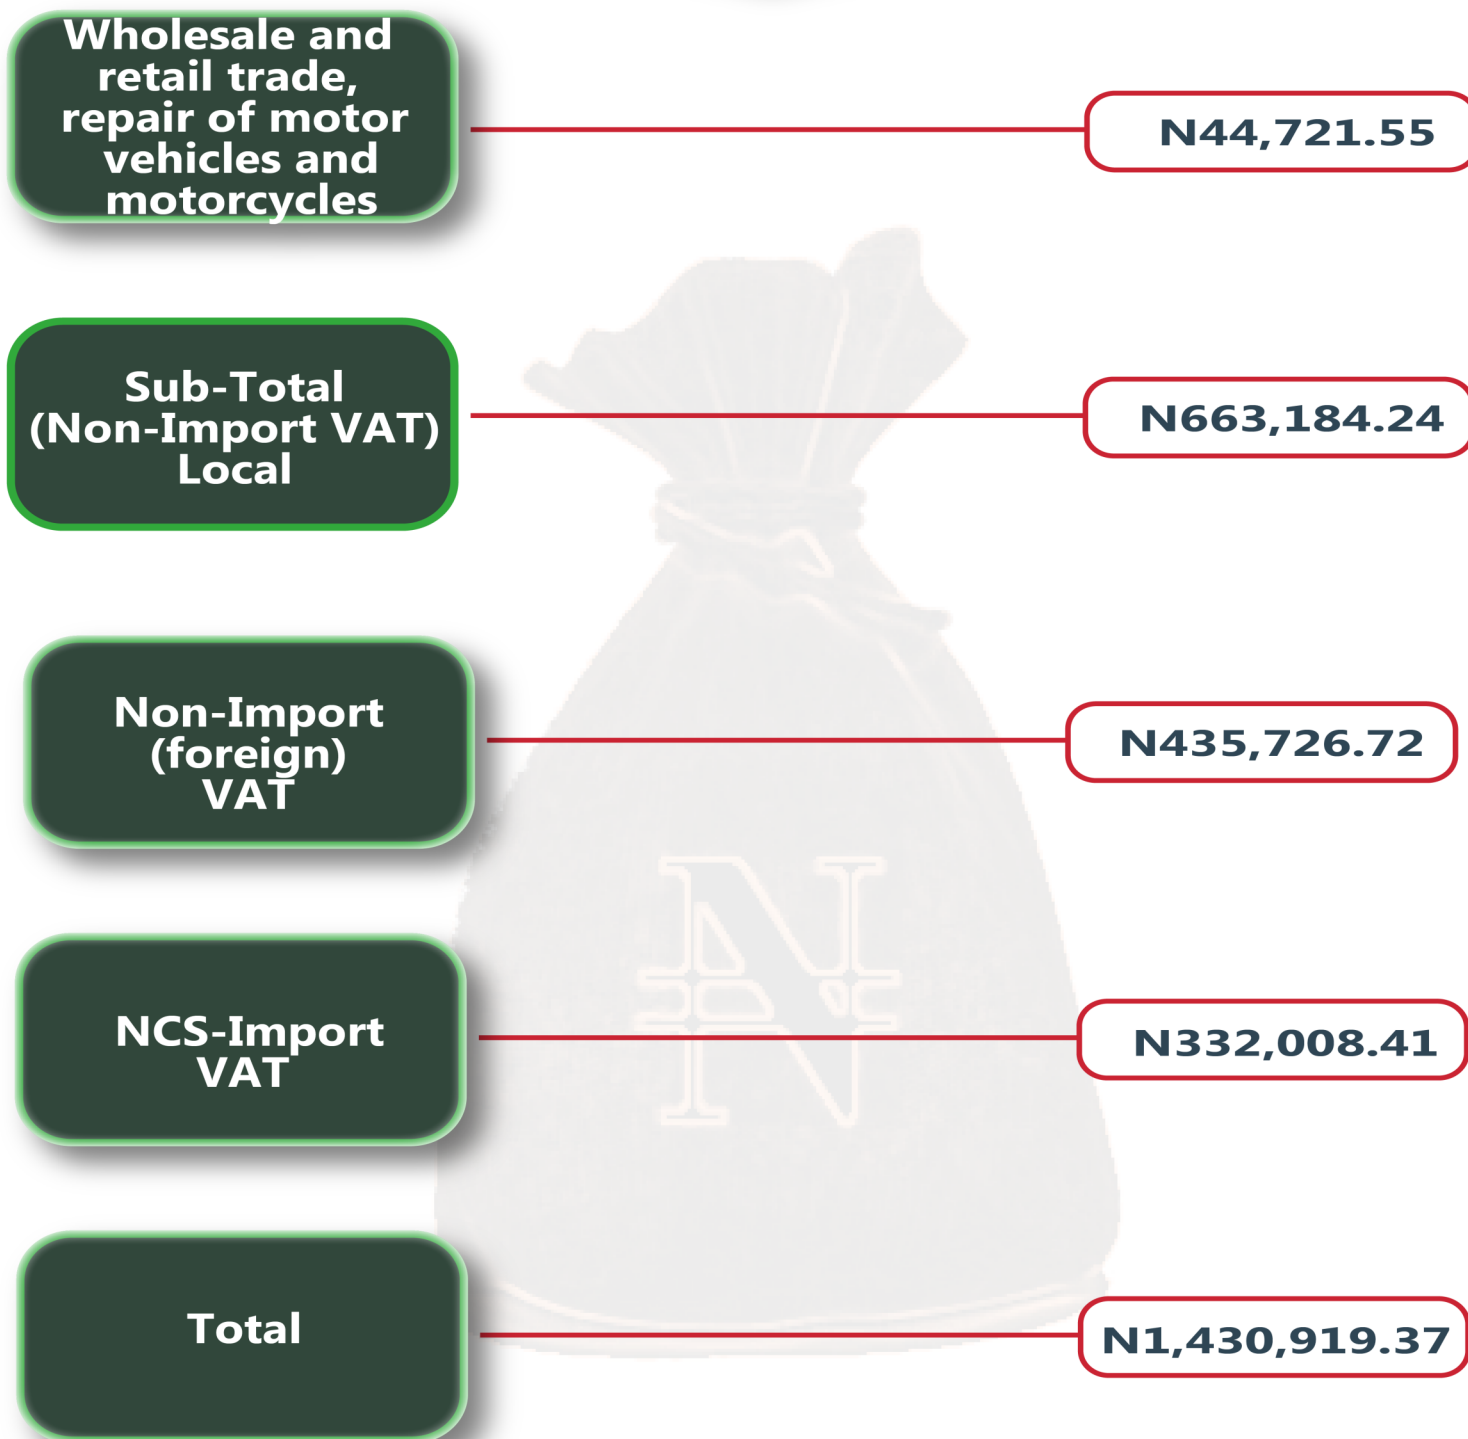 Wholesale and
retail trade,
repair of motor
vehicles and
motorcycles
N44,721.55
Sub-Total
(Non-Import VAT)
Local
N663,184.24
Non-Import
(foreign)
VAT
N435,726.72
NCS-Import
VAT
N332,008.41
Total
N1,430,919.37
₦